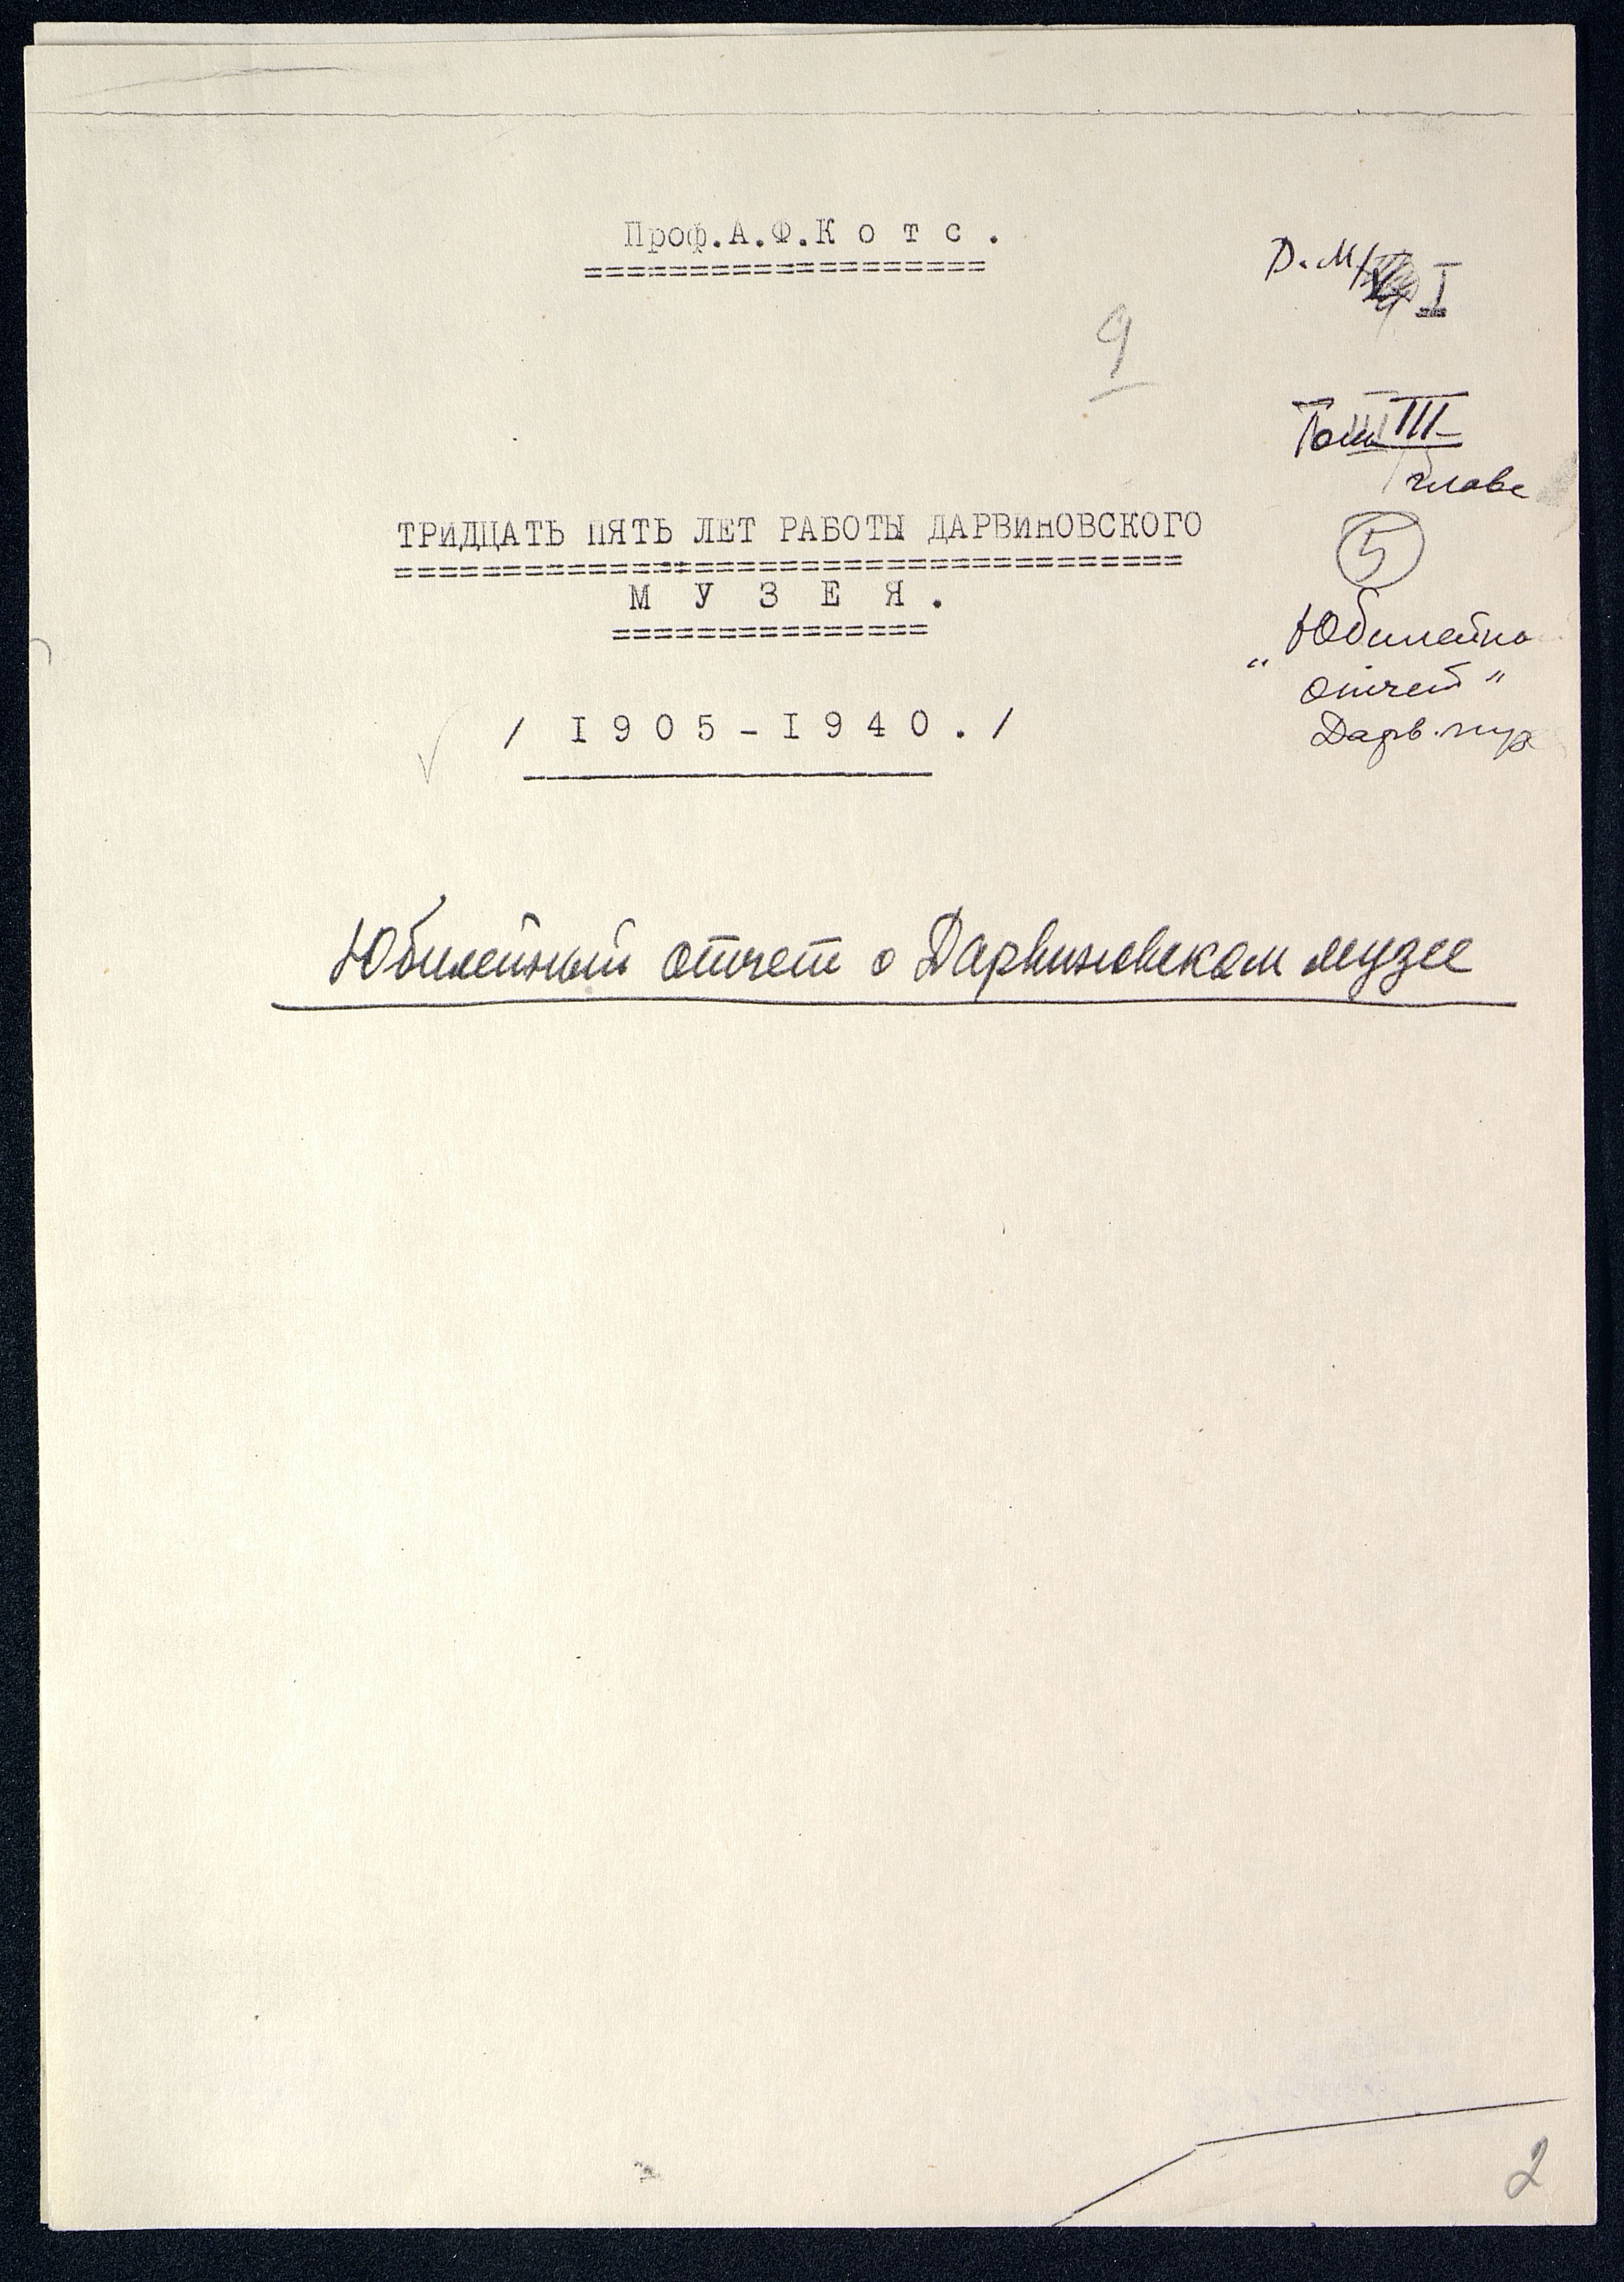 Проф.А.Ф.К о т с .
D. M/ I
9
Том III
главе
5
ТРИДЦАТЬ ПЯТЬ ЛЕТ РАБОТЫ ДАРВИНОВСКОГО
М У З Е Я .
Юбилейно
"отчет"
Дарв. муз
/ I 9 0 5 - I 9 4 0 . /
Юбилейный отчет о Дарвиновском музее
2